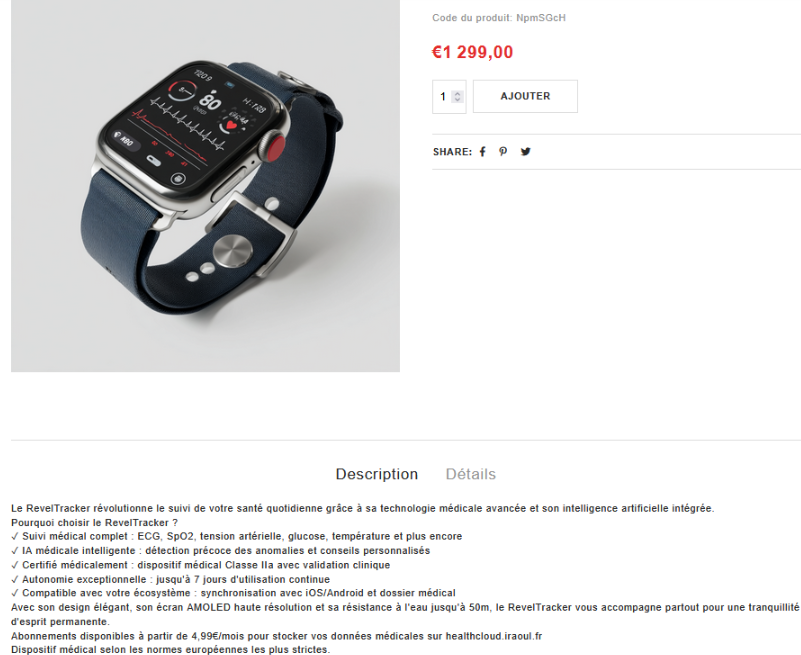 Code du produit: NpmSGcH
€1 299,00
1
AJOUTER
SHARE:
80
Description
Détails
Le RevelTracker révolutionne le suivi de votre santé quotidienne grâce à sa technologie médicale avancée et son intelligence artificielle intégrée.
Pourquoi choisir le RevelTracker ?
✓ Suivi médical complet : ECG, SpO2, tension artérielle, glucose, température et plus encore
✓ IA médicale intelligente : détection précoce des anomalies et conseils personnalisés
✓ Certifié médicalement : dispositif médical Classe IIa avec validation clinique
✓ Autonomie exceptionnelle : jusqu'à 7 jours d'utilisation continue
✓ Compatible avec votre écosystème : synchronisation avec iOS/Android et dossier médical
Avec son design élégant, son écran AMOLED haute résolution et sa résistance à l'eau jusqu'à 50m, le RevelTracker vous accompagne partout pour une tranquillité
d'esprit permanente.
Abonnements disponibles à partir de 4,99€/mois pour stocker vos données médicales sur healthcloud.iraoul.fr
Dispositif médical selon les normes européennes les plus strictes.